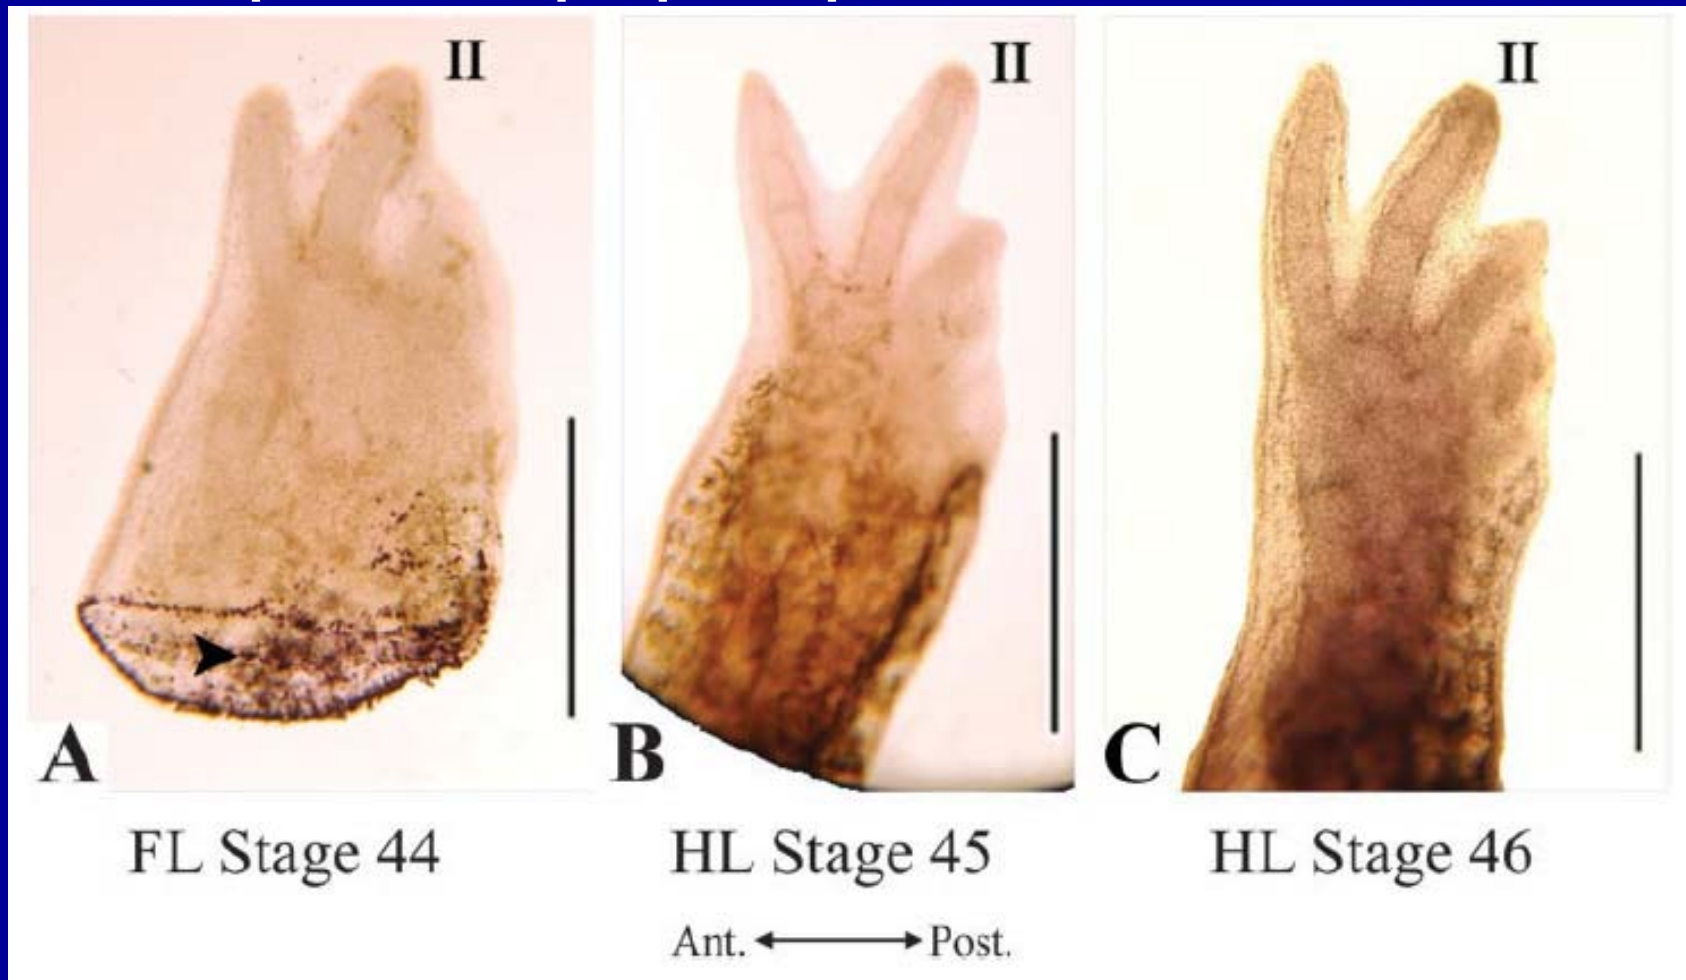 II
II
II
A
B
C
FL Stage 44
HL Stage 45
HL Stage 46
Ant.
Post.